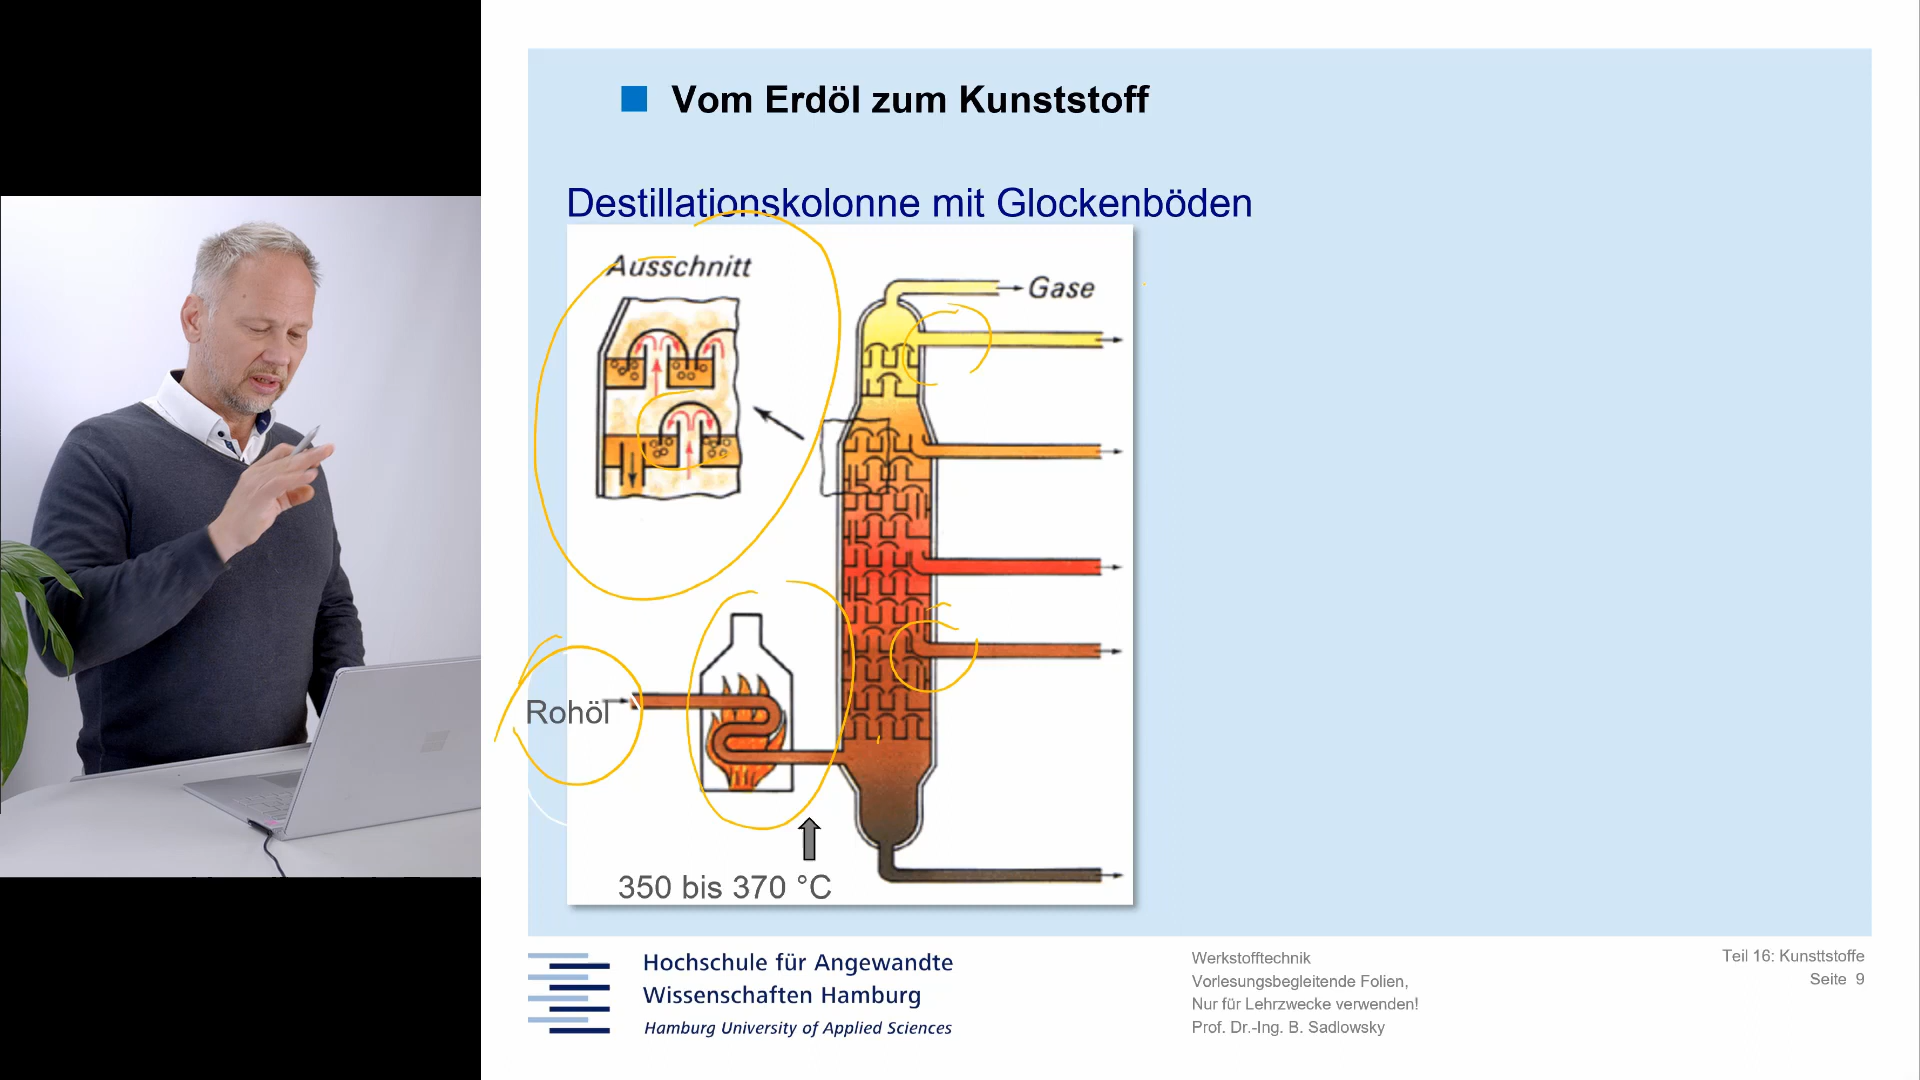 Vom Erdöl zum Kunststoff
Destillationskolonne mit Glockenböden
Ausschnitt
Gase
Rohöl
350 bis 370 °C
Hochschule für Angewandte
Wissenschaften Hamburg
Hamburg University of Applied Sciences
Werkstofftechnik
Vorlesungsbegleitende Folien,
Nur für Lehrzwecke verwenden!
Prof. Dr.-Ing. B. Sadlowsky
Teil 16: Kunsttstoffe
Seite 9